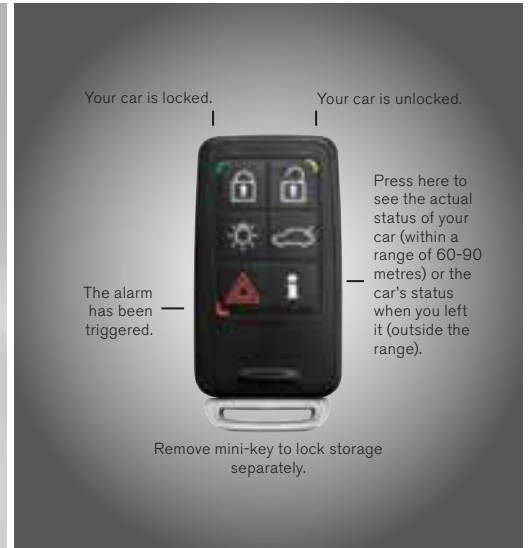 Your car is locked.
Your car is unlocked.
Press here to
see the actual
status of your
car (within a
range of 60-90
metres) or the
car's status
when you left
it (outside the
range).
The alarm
has been
triggered.
Remove mini-key to lock storage
separately.